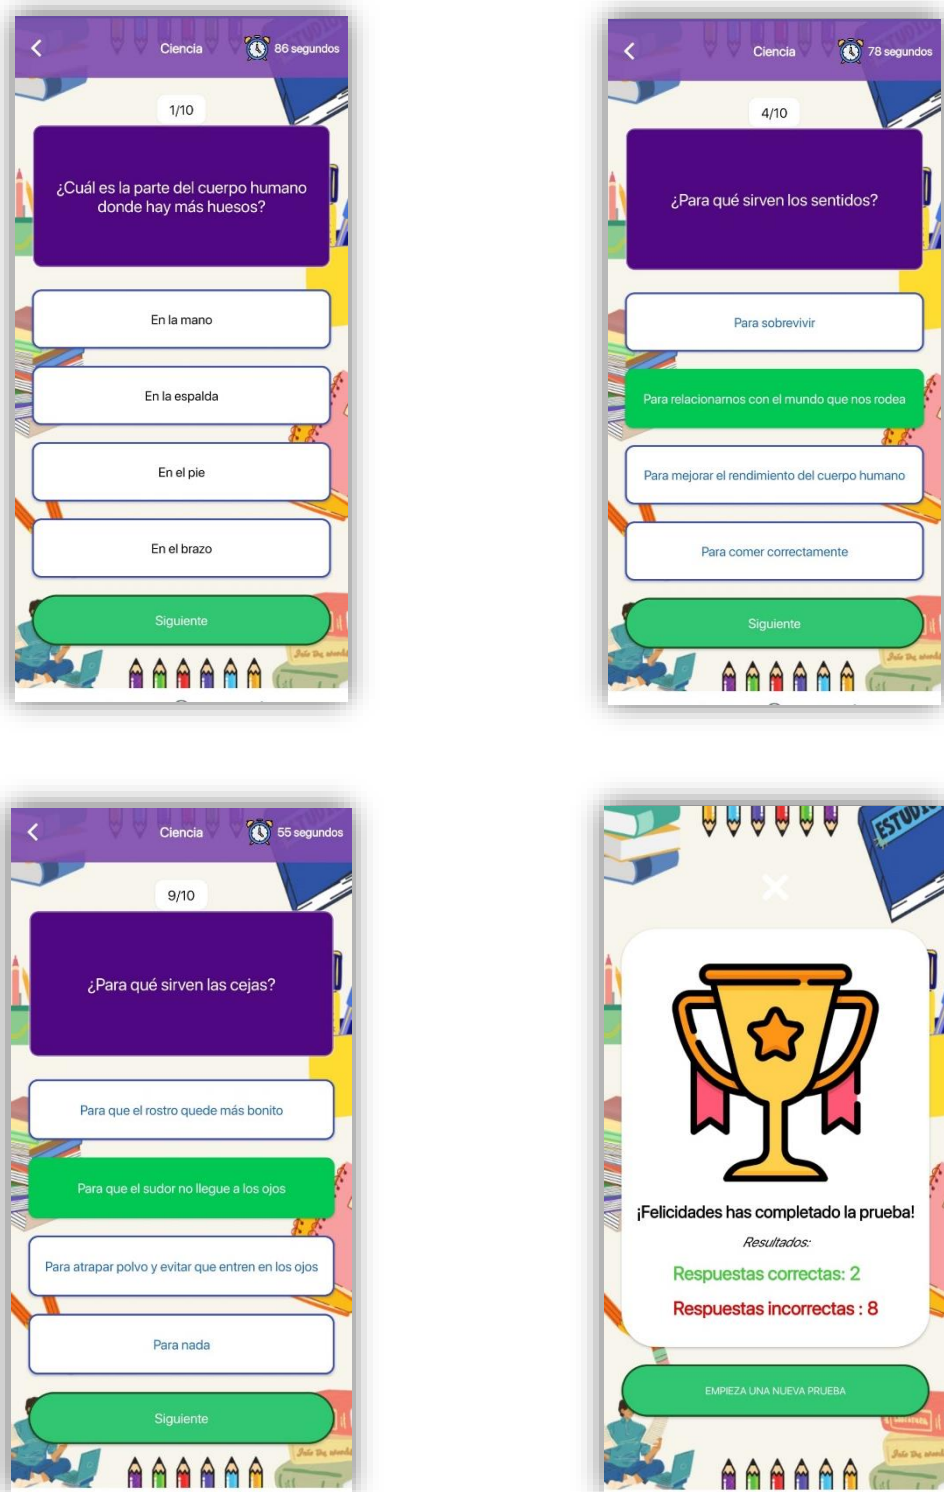 Ciencia
86 segundos
1/10
¿Cuál es la parte del cuerpo humano
donde hay más huesos?
En la mano
En la espalda
En el pie
En el brazo
Siguiente
Ciencia
78 segundos
4/10
¿Para qué sirven los sentidos?
Para sobrevivir
Para relacionarnos con el mundo que nos rodea
Para mejorar el rendimiento del cuerpo humano
Para comer correctamente
Siguiente
Ciencia
55 segundos
9/10
¿Para qué sirven las cejas?
Para que el rostro quede más bonito
Para que el sudor no llegue a los ojos
Para atrapar polvo y evitar que entren en los ojos
Para nada
Siguiente
¡Felicidades has completado la prueba!
Resultados:
Respuestas correctas: 2
Respuestas incorrectas : 8
EMPIEZA UNA NUEVA PRUEBA